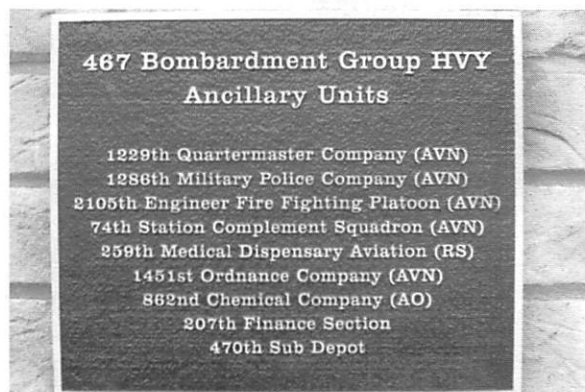 467 Bombardment Group HVY
Ancillary Units
1229th Quartermaster Company (AVN)
1286th Military Police Company (AVN)
2105th Engineer Fire Fighting Platoon (AVN)
74th Station Complement Squadron (AVN)
259th Medical Dispensary Aviation (RS)
1451st Ordnance Company (AVN)
862nd Chemical Company (AO)
207th Finance Section
470th Sub Depot